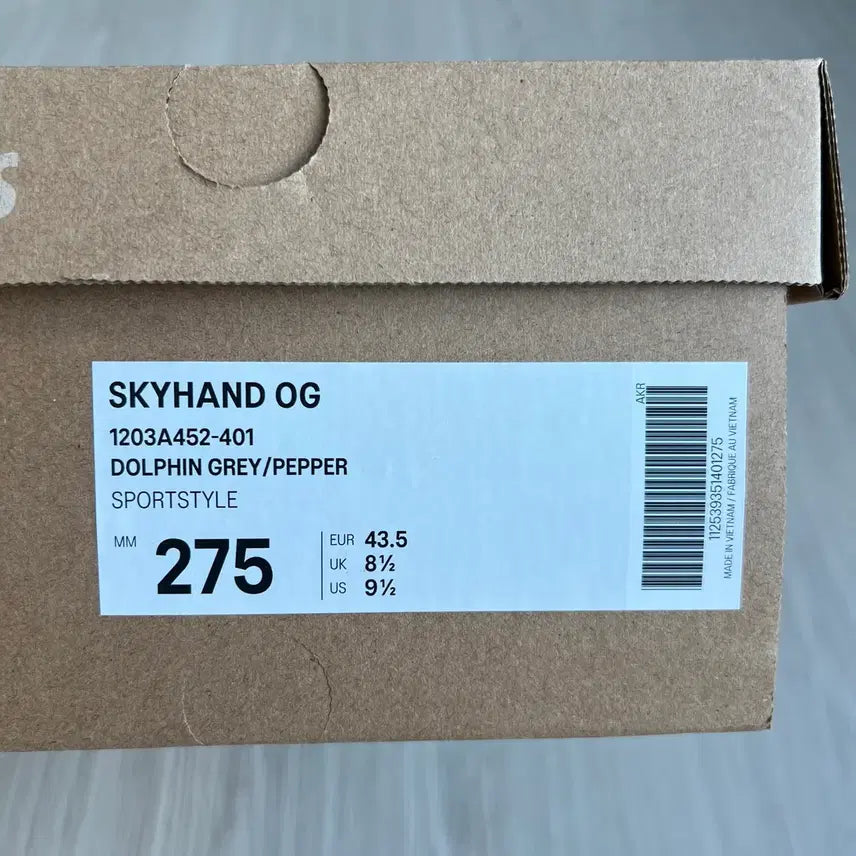 s
SKYHAND OG
1203A452-401
DOLPHIN GREY/PEPPER
SPORTSTYLE
MM 275
EUR 43.5
UK 8½
US 9½
AKR
112539351401275
MADE IN VIETNAM / FABRIQUE AU VIETNAM